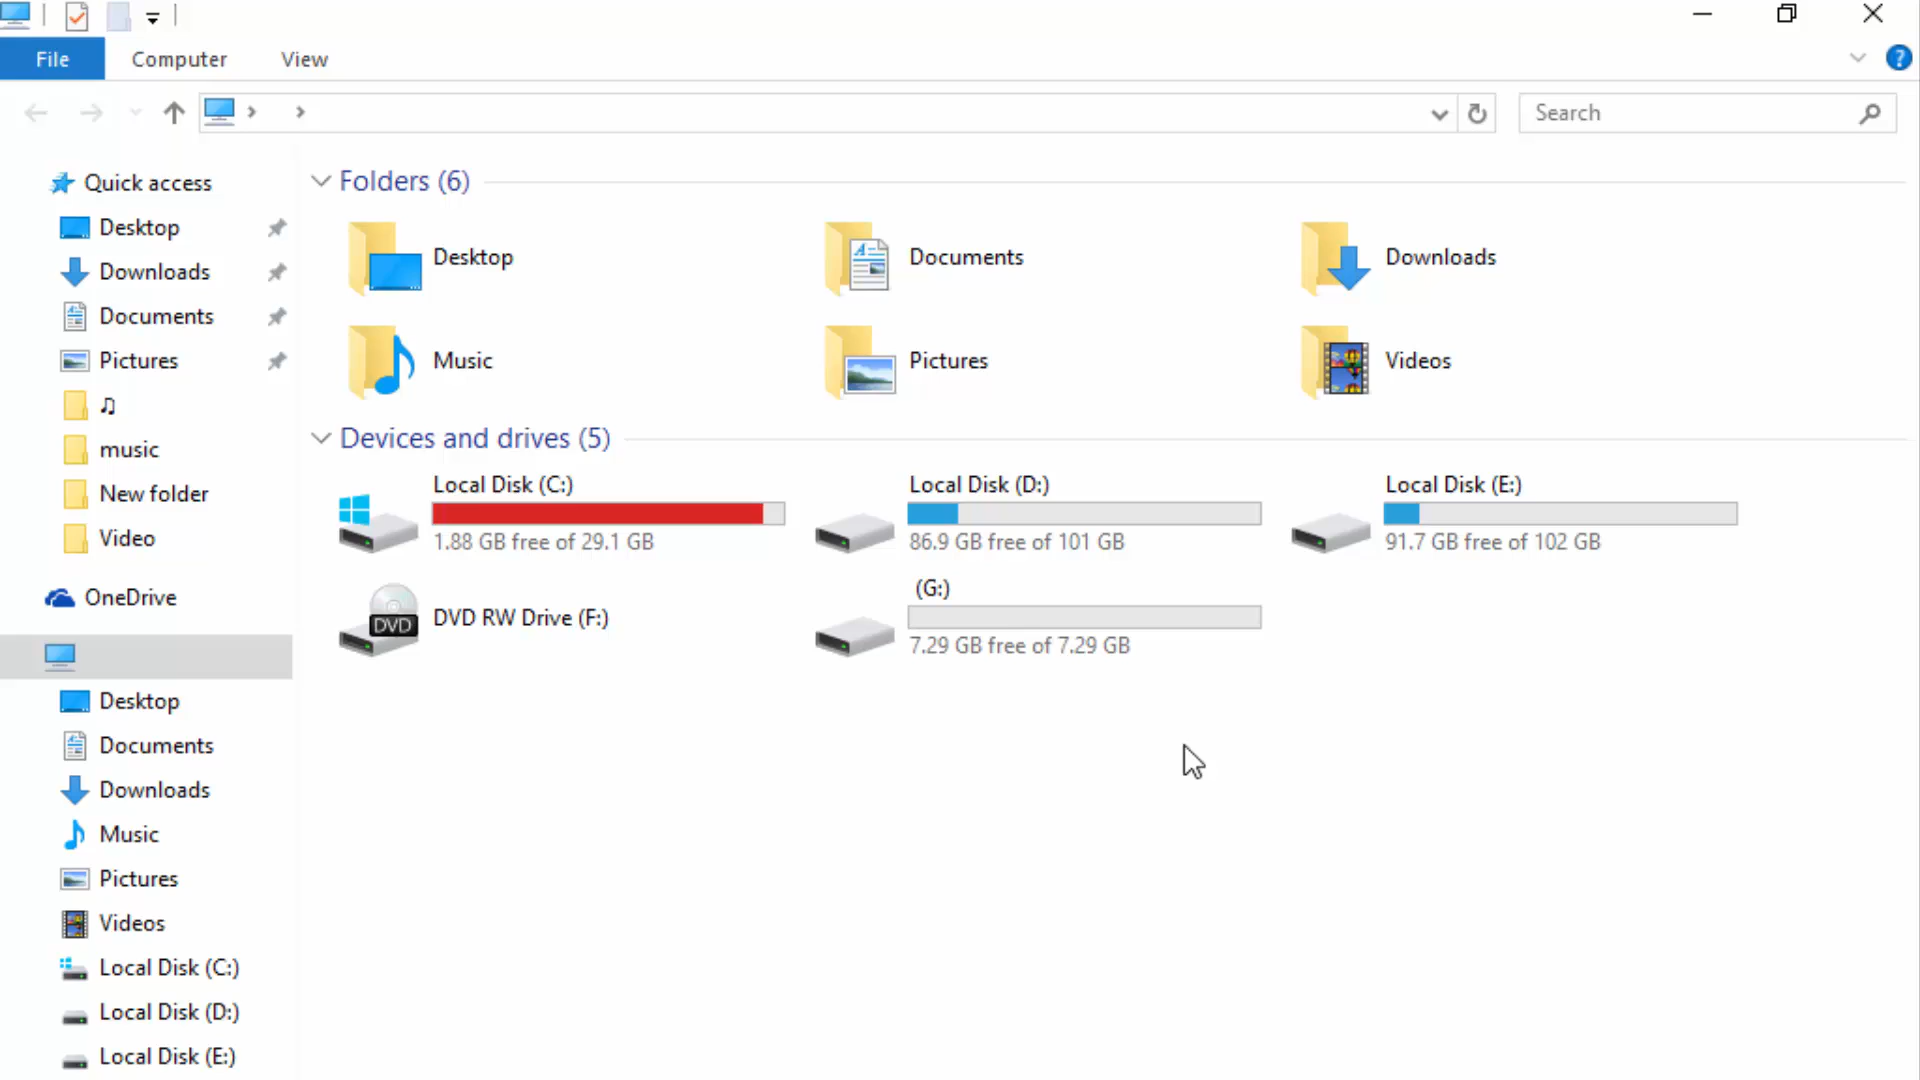 File
Computer
View
?
Search
Quick access
Desktop
Downloads
Documents
Pictures
♫
music
New folder
Video
OneDrive
Desktop
Documents
Downloads
Music
Pictures
Videos
Local Disk (C:)
Local Disk (D:)
Local Disk (E:)
Folders (6)
Desktop
Documents
Downloads
Music
Pictures
Videos
Devices and drives (5)
Local Disk (C:)
1.88 GB free of 29.1 GB
Local Disk (D:)
86.9 GB free of 101 GB
Local Disk (E:)
91.7 GB free of 102 GB
DVD
DVD RW Drive (F:)
(G:)
7.29 GB free of 7.29 GB